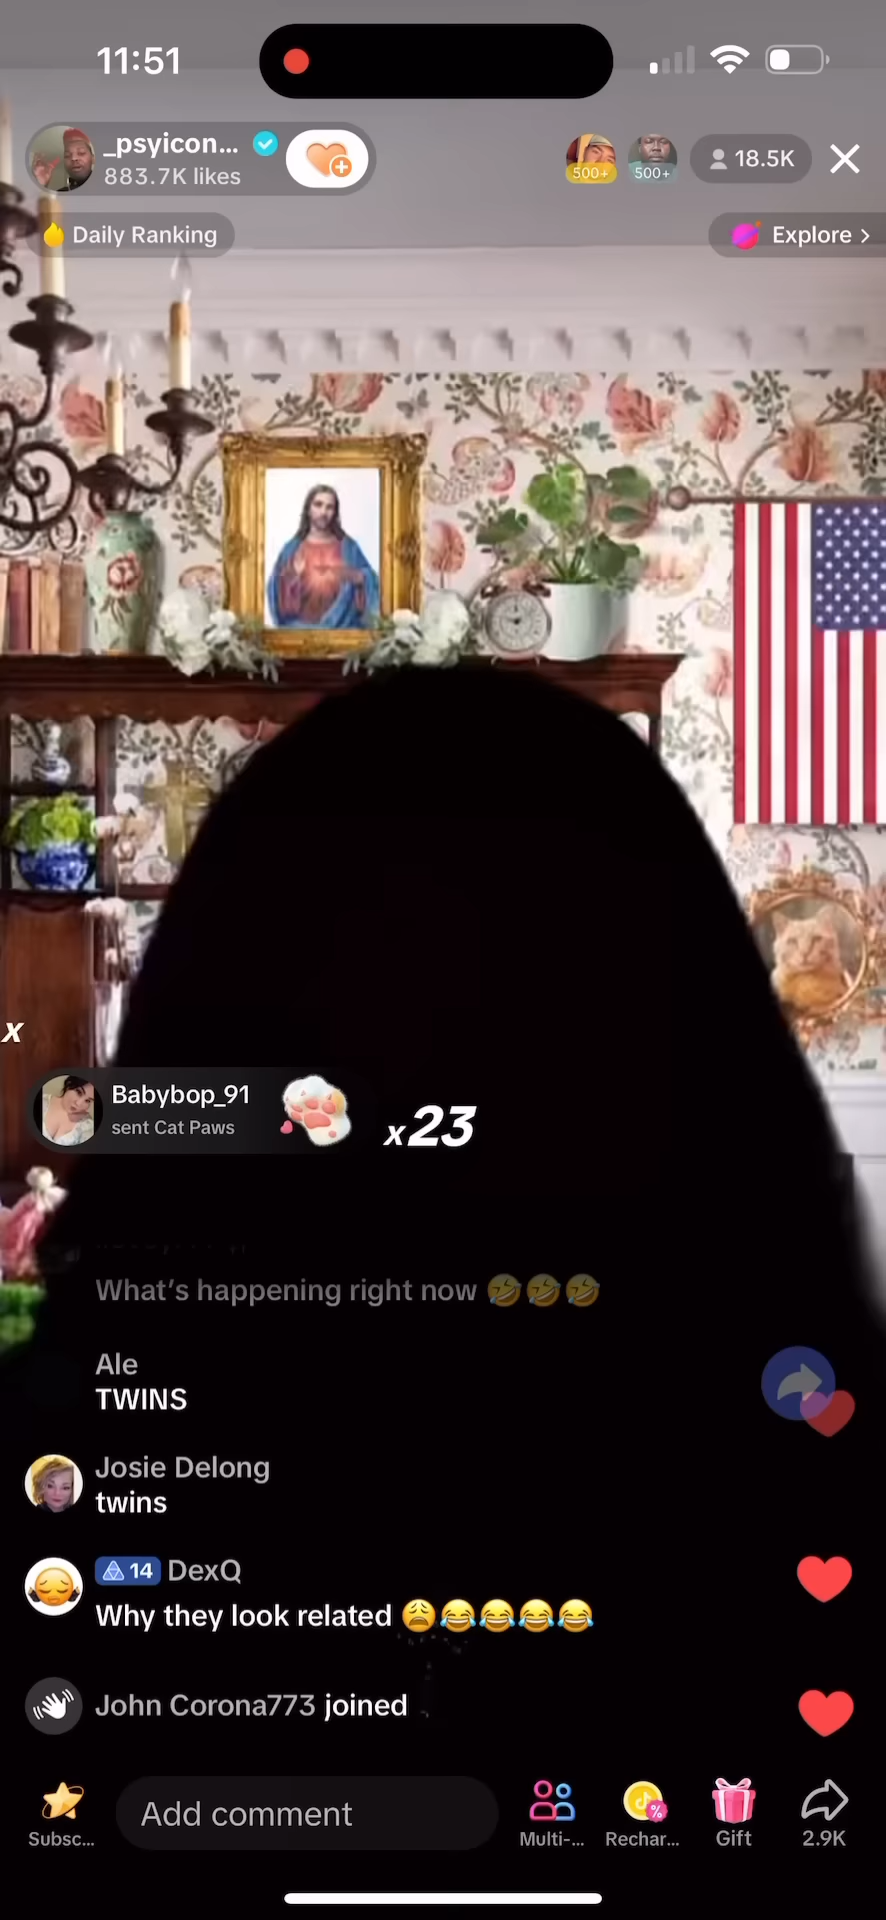 11:51
_psyicon...
883.7K likes
500+
500+
18.5K
Daily Ranking
Explore >
x
Babybop_91
sent Cat Paws
x23
What's happening right now 🤣🤣🤣
Ale
TWINS
Josie Delong
twins
14 DexQ
Why they look related 😩😂😂😂😂
John Corona773 joined
Subsc...
Add comment
Multi-...
Rechar...
Gift
2.9K